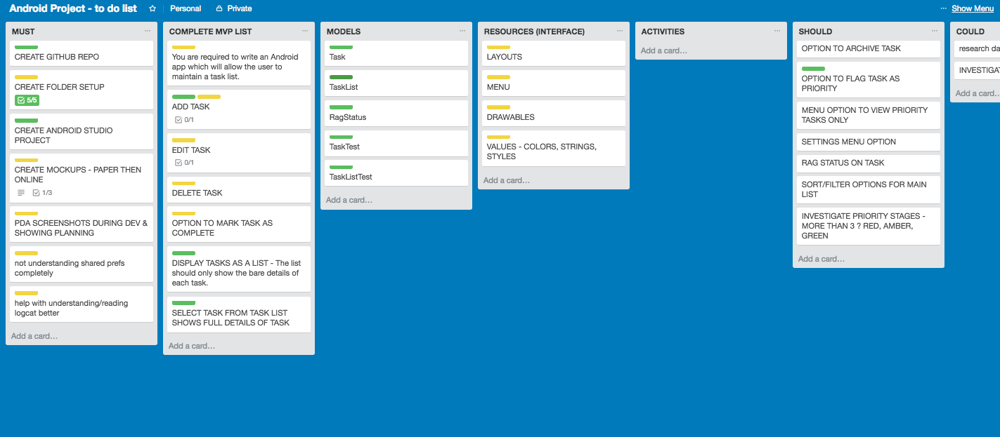 Android Project - to do list
Personal
Private
... Show Menu
MUST
CREATE GITHUB REPO
CREATE FOLDER SETUP
5/5
CREATE ANDROID STUDIO
PROJECT
CREATE MOCKUPS - PAPER THEN
ONLINE
1/3
PDA SCREENSHOTS DURING DEV &
SHOWING PLANNING
not understanding shared prefs
completely
help with understanding/reading
logcat better
Add a card...
COMPLETE MVP LIST
You are required to write an Android
app which will allow the user to
maintain a task list.
ADD TASK
0/1
EDIT TASK
0/1
DELETE TASK
OPTION TO MARK TASK AS
COMPLETE
DISPLAY TASKS AS A LIST - The list
should only show the bare details of
each task.
SELECT TASK FROM TASK LIST
SHOWS FULL DETAILS OF TASK
Add a card...
MODELS
Task
TaskList
RagStatus
TaskTest
TaskListTest
Add a card...
RESOURCES (INTERFACE)
LAYOUTS
MENU
DRAWABLES
VALUES - COLORS, STRINGS,
STYLES
Add a card...
ACTIVITIES
Add a card...
SHOULD
OPTION TO ARCHIVE TASK
OPTION TO FLAG TASK AS
PRIORITY
MENU OPTION TO VIEW PRIORITY
TASKS ONLY
SETTINGS MENU OPTION
RAG STATUS ON TASK
SORT/FILTER OPTIONS FOR MAIN
LIST
INVESTIGATE PRIORITY STAGES -
MORE THAN 3 ? RED, AMBER,
GREEN
Add a card...
COULD
research da
INVESTIGAT
Add a card...